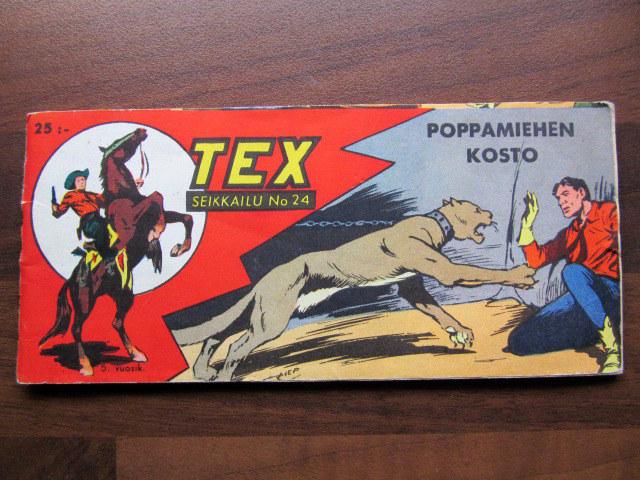 25:-
TEX
SEIKKAILU No 24
POPPAMIEHEN
KOSTO
5. vuosik.